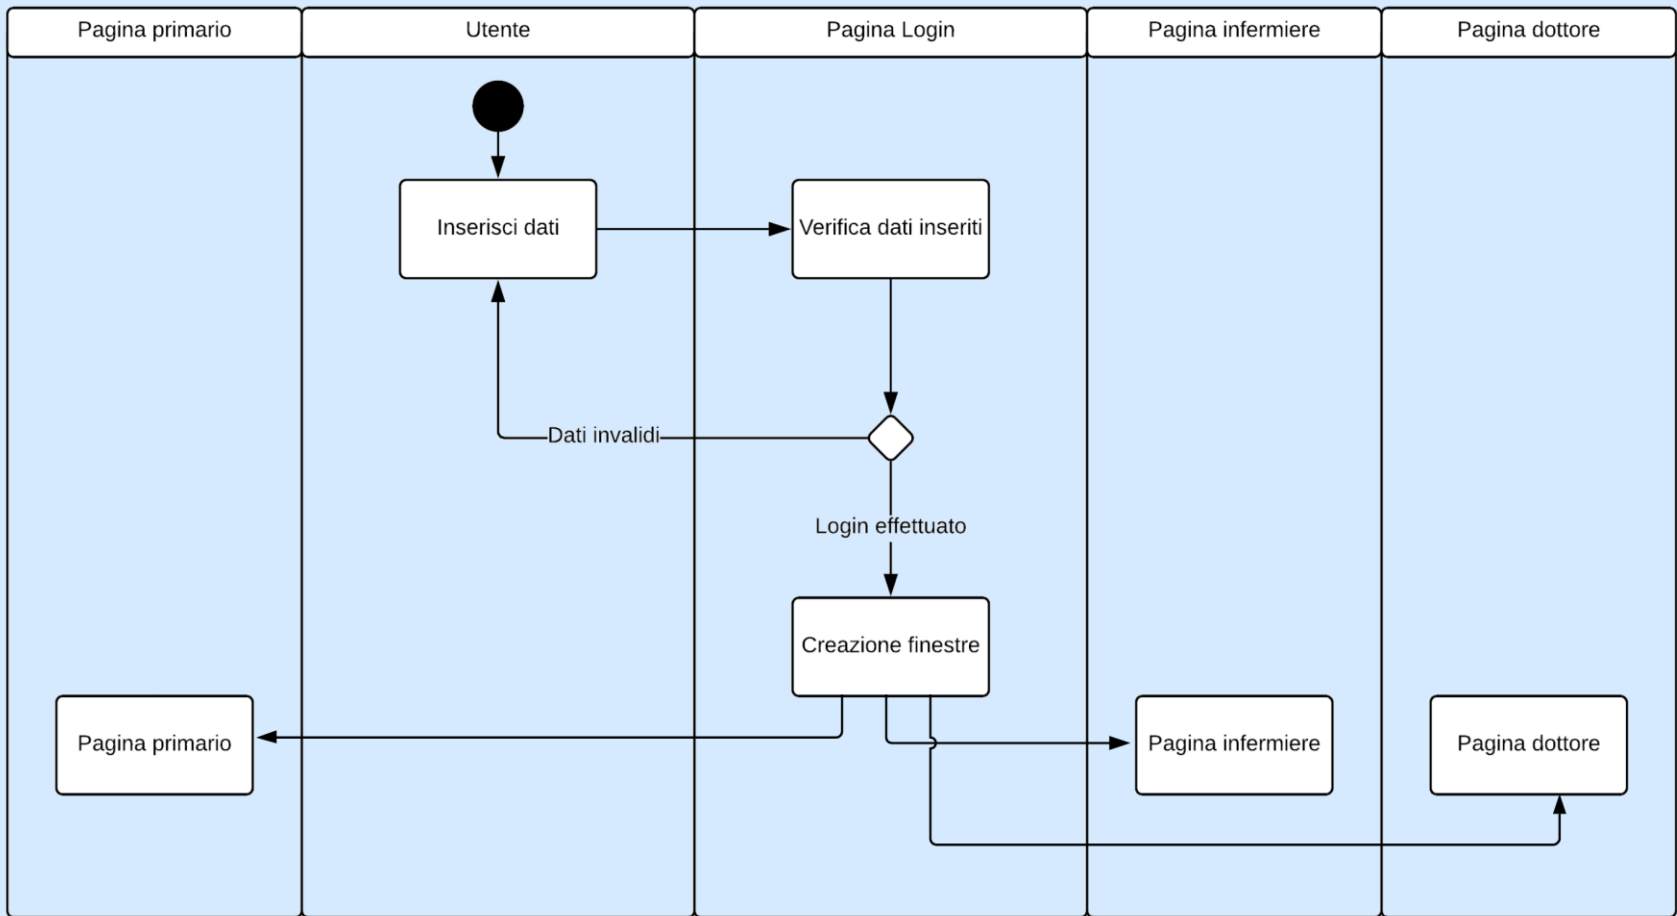 Pagina primario
Utente
Pagina Login
Pagina infermiere
Pagina dottore
Inserisci dati
Verifica dati inseriti
Dati invalidi
Login effettuato
Creazione finestre
Pagina primario
Pagina infermiere
Pagina dottore